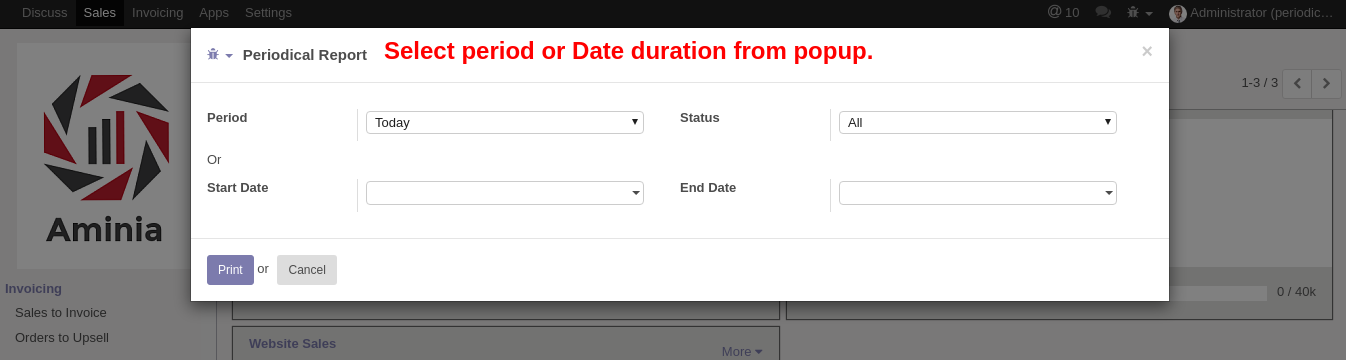 Discuss Sales Invoicing Apps Settings @ 10 Administrator (periodic...
Periodical Report Select period or Date duration from popup. ×
1-3 / 3
Period Today Status All
Or
Start Date End Date
Aminia
Print or Cancel
Invoicing 0 / 40k
Sales to Invoice
Orders to Upsell
Website Sales
More